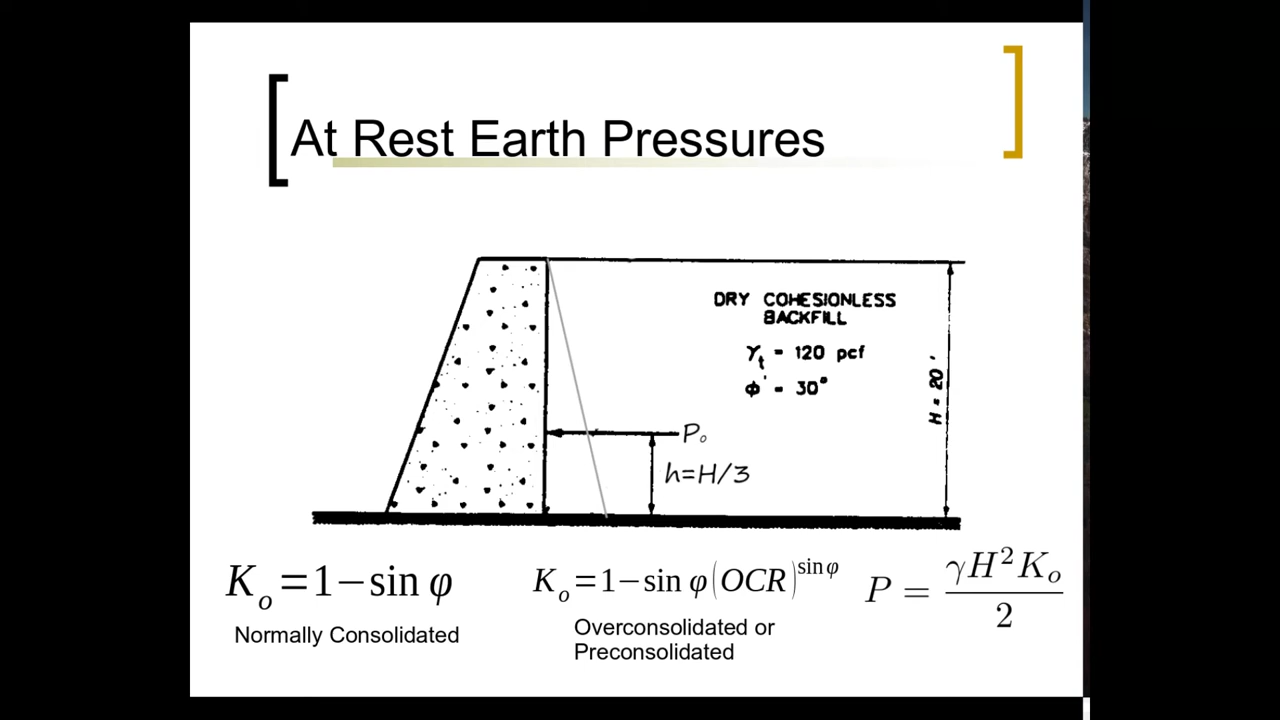 At Rest Earth Pressures
DRY COHESIONLESS
BACKFILL
γt = 120 pcf
ϕ' = 30°
H = 20'
Po
h=H/3
Ko=1−sin φ
Normally Consolidated
Ko=1−sin φ(OCR)^sin φ
Overconsolidated or
Preconsolidated
P = γH²Ko / 2